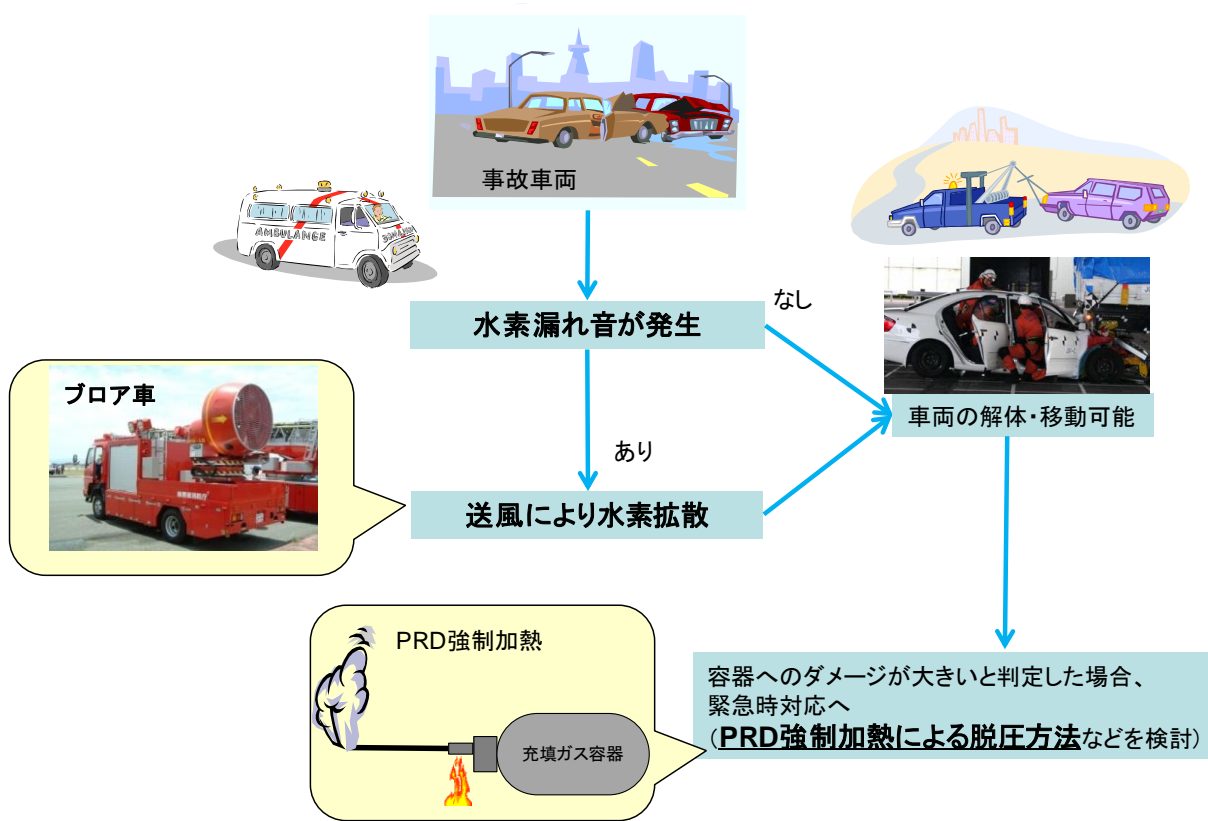 事故車両
AMBULANCE
水素漏れ音が発生
なし
ブロア車
車両の解体・移動可能
あり
送風により水素拡散
PRD強制加熱
充填ガス容器
容器へのダメージが大きいと判定した場合、
緊急時対応へ
（PRD強制加熱による脱圧方法などを検討）